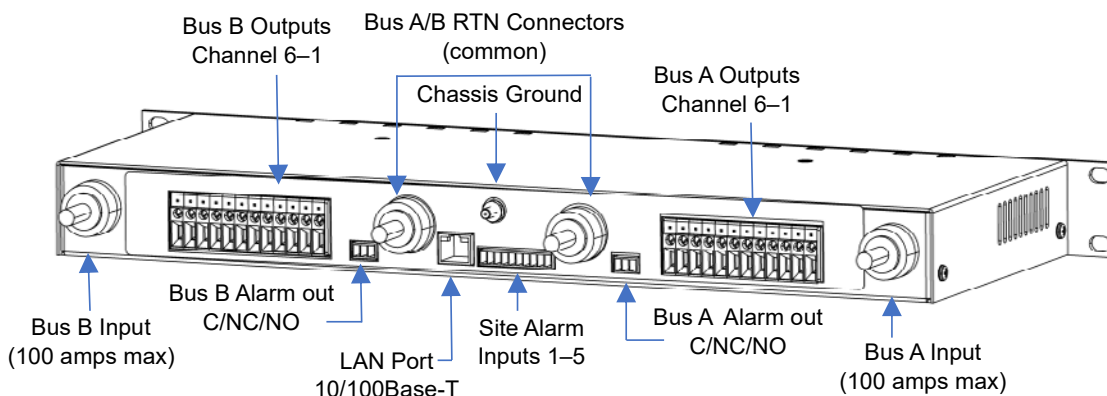 Bus B Outputs
Channel 6–1
Bus A/B RTN Connectors
(common)
Chassis Ground
Bus A Outputs
Channel 6–1
Bus B Input
(100 amps max)
Bus B Alarm out
C/NC/NO
LAN Port
10/100Base-T
Site Alarm
Inputs 1–5
Bus A Alarm out
C/NC/NO
Bus A Input
(100 amps max)